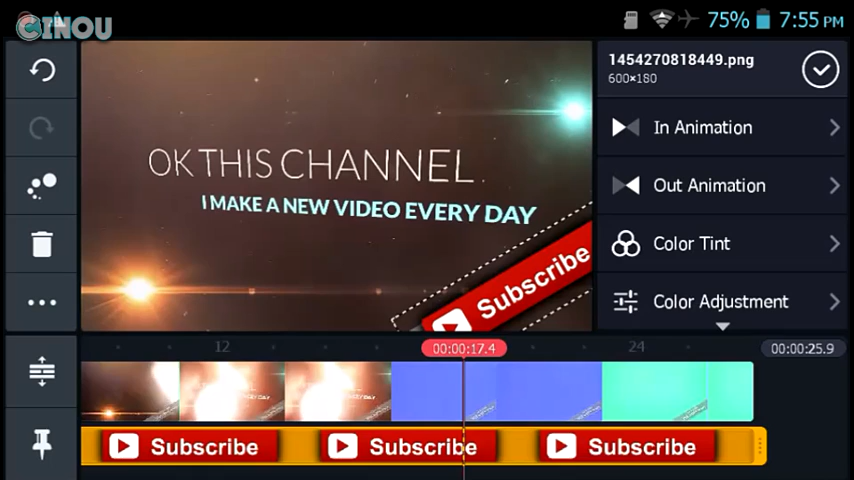 CINOU
75% 7:55 PM
1454270818449.png
600×180
In Animation
Out Animation
Color Tint
Color Adjustment
OK THIS CHANNEL.
I MAKE A NEW VIDEO EVERY DAY
Subscribe
12
00:00:17.4
24
00:00:25.9
Subscribe
Subscribe
Subscribe